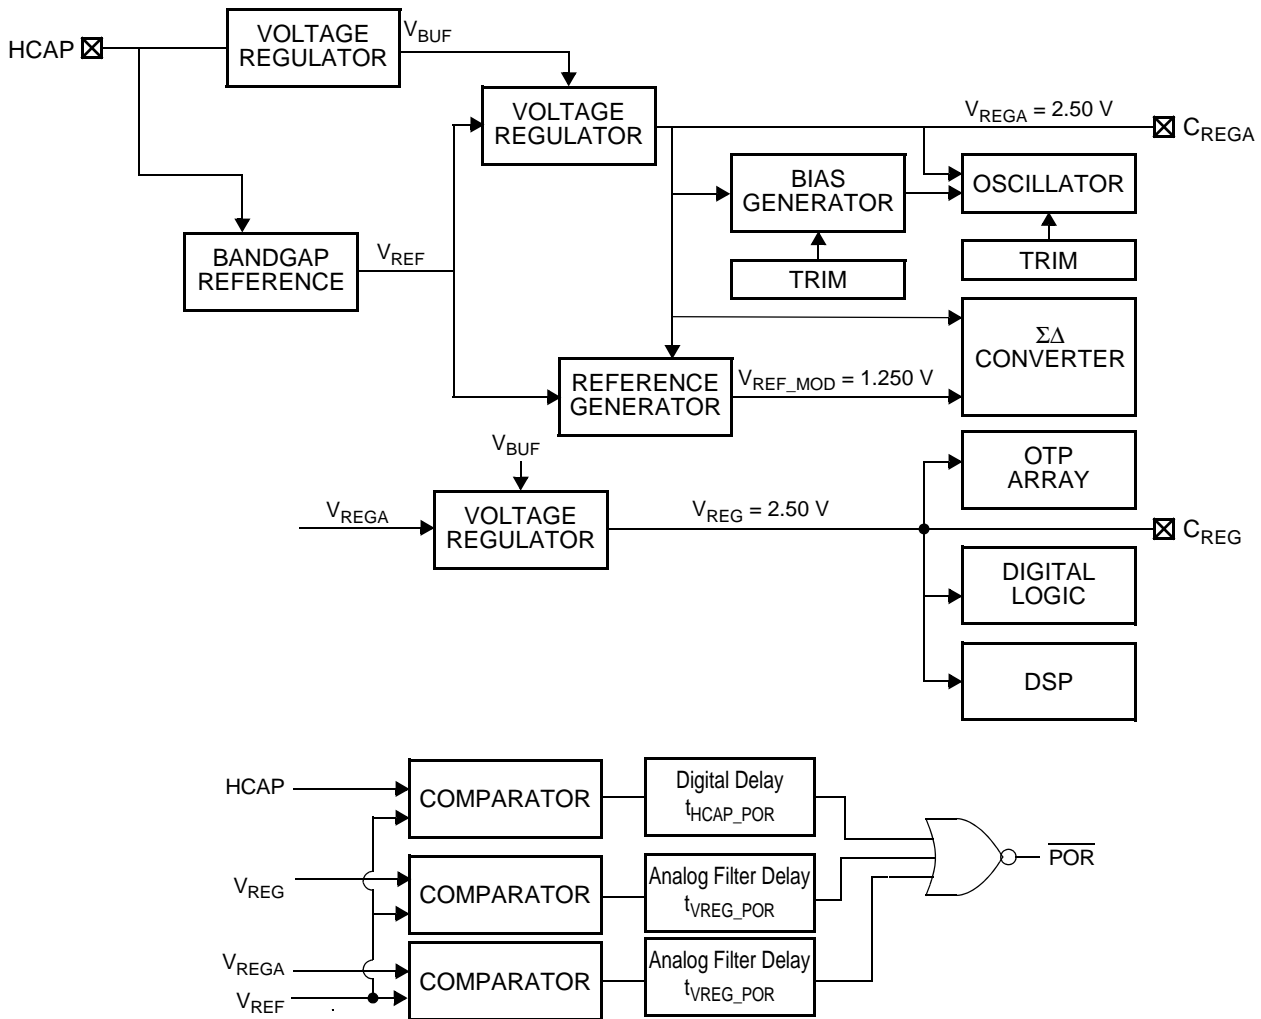 HCAP
VOLTAGE
REGULATOR
VBUF
VOLTAGE
REGULATOR
VREGA = 2.50 V
CREGA
BIAS
GENERATOR
OSCILLATOR
BANDGAP
REFERENCE
VREF
TRIM
TRIM
ΣΔ
CONVERTER
REFERENCE
GENERATOR
VREF_MOD = 1.250 V
VBUF
OTP
ARRAY
VREGA
VOLTAGE
REGULATOR
VREG = 2.50 V
CREG
DIGITAL
LOGIC
DSP
HCAP
COMPARATOR
Digital Delay
tHCAP_POR
POR
VREG
COMPARATOR
Analog Filter Delay
tVREG_POR
VREGA
VREF
COMPARATOR
Analog Filter Delay
tVREG_POR